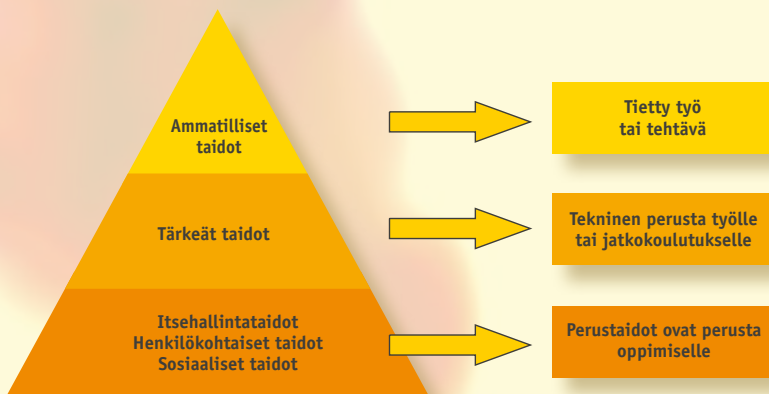 Ammatilliset
taidot
Tietty työ
tai tehtävä
Tärkeät taidot
Tekninen perusta työlle
tai jatkokoulutukselle
Itsehallintataidot
Henkilökohtaiset taidot
Sosiaaliset taidot
Perustaidot ovat perusta
oppimiselle